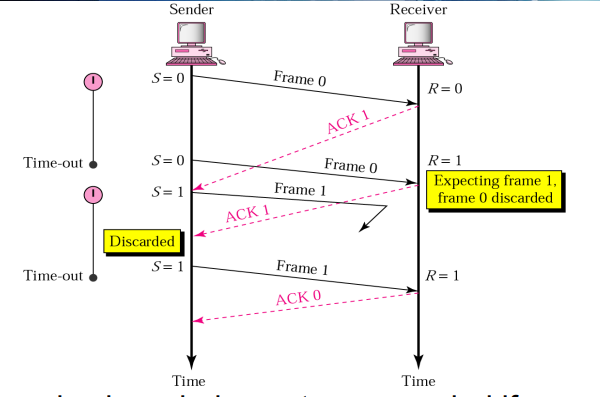 Sender
Receiver
S = 0
Frame 0
R = 0
ACK 1
Time-out
S = 0
Frame 0
R = 1
S = 1
Frame 1
Expecting frame 1,
frame 0 discarded
ACK 1
Discarded
Time-out
S = 1
Frame 1
R = 1
ACK 0
Time
Time